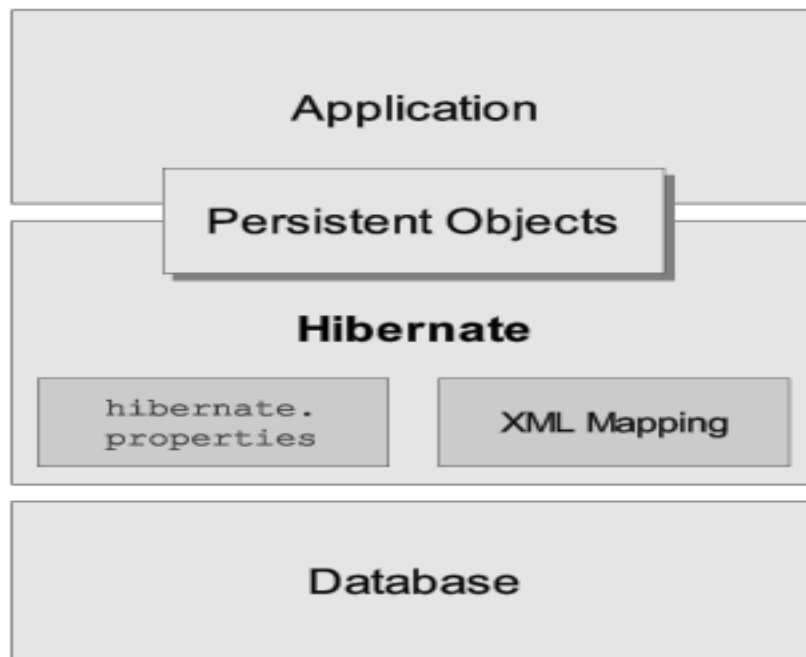 Application
Persistent Objects
Hibernate
hibernate.
properties
XML Mapping
Database